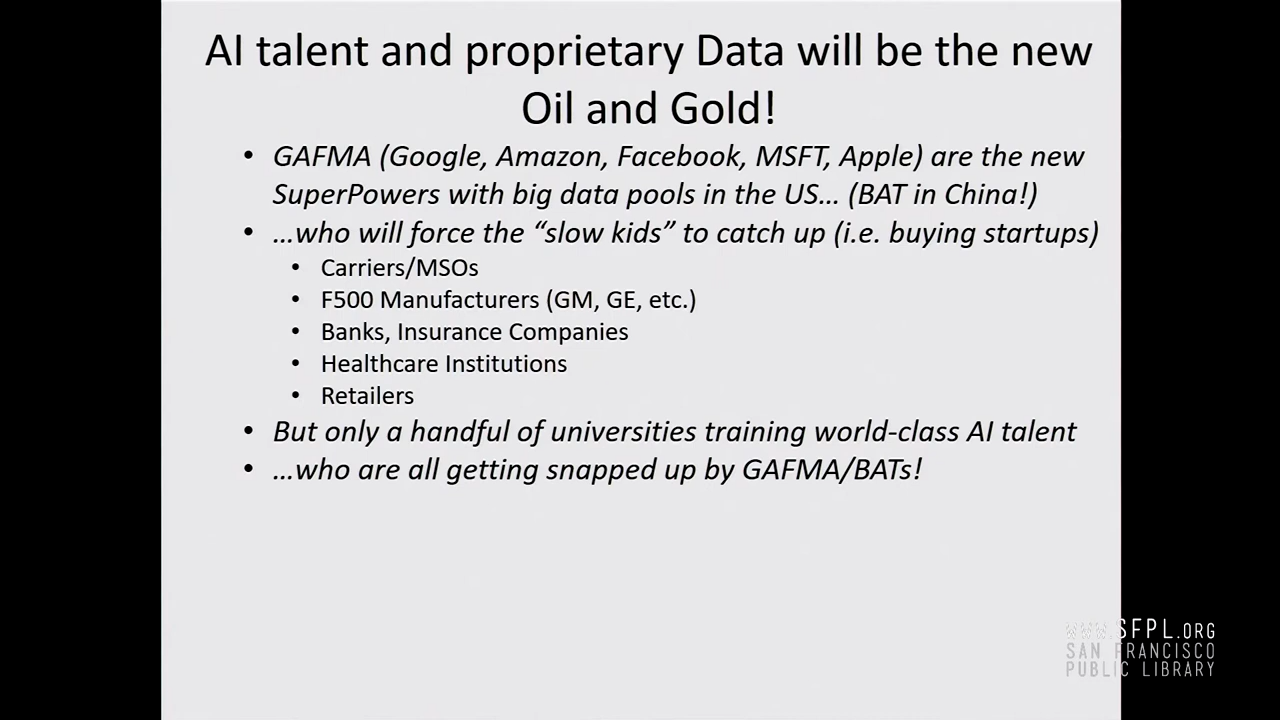 AI talent and proprietary Data will be the new
Oil and Gold!
• GAFMA (Google, Amazon, Facebook, MSFT, Apple) are the new
SuperPowers with big data pools in the US... (BAT in China!)
• ...who will force the “slow kids” to catch up (i.e. buying startups)
• Carriers/MSOs
• F500 Manufacturers (GM, GE, etc.)
• Banks, Insurance Companies
• Healthcare Institutions
• Retailers
• But only a handful of universities training world-class AI talent
• ...who are all getting snapped up by GAFMA/BATs!
WWW.SFPL.ORG
SAN FRANCISCO
PUBLIC LIBRARY